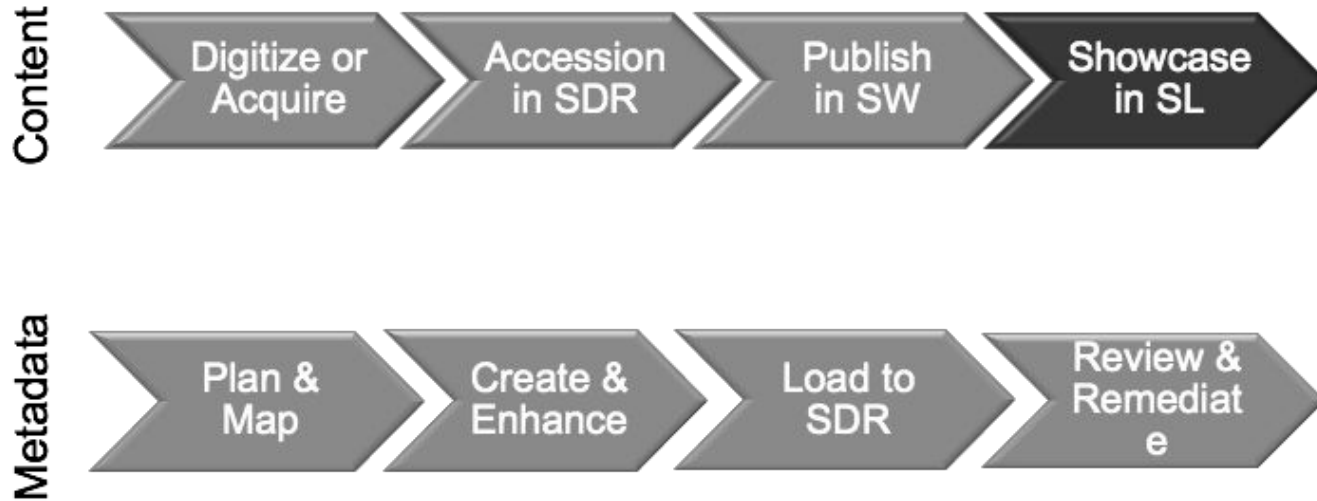 Content
Digitize or
Acquire
Accession
in SDR
Publish
in SW
Showcase
in SL
Metadata
Plan &
Map
Create &
Enhance
Load to
SDR
Review &
Remediat
e